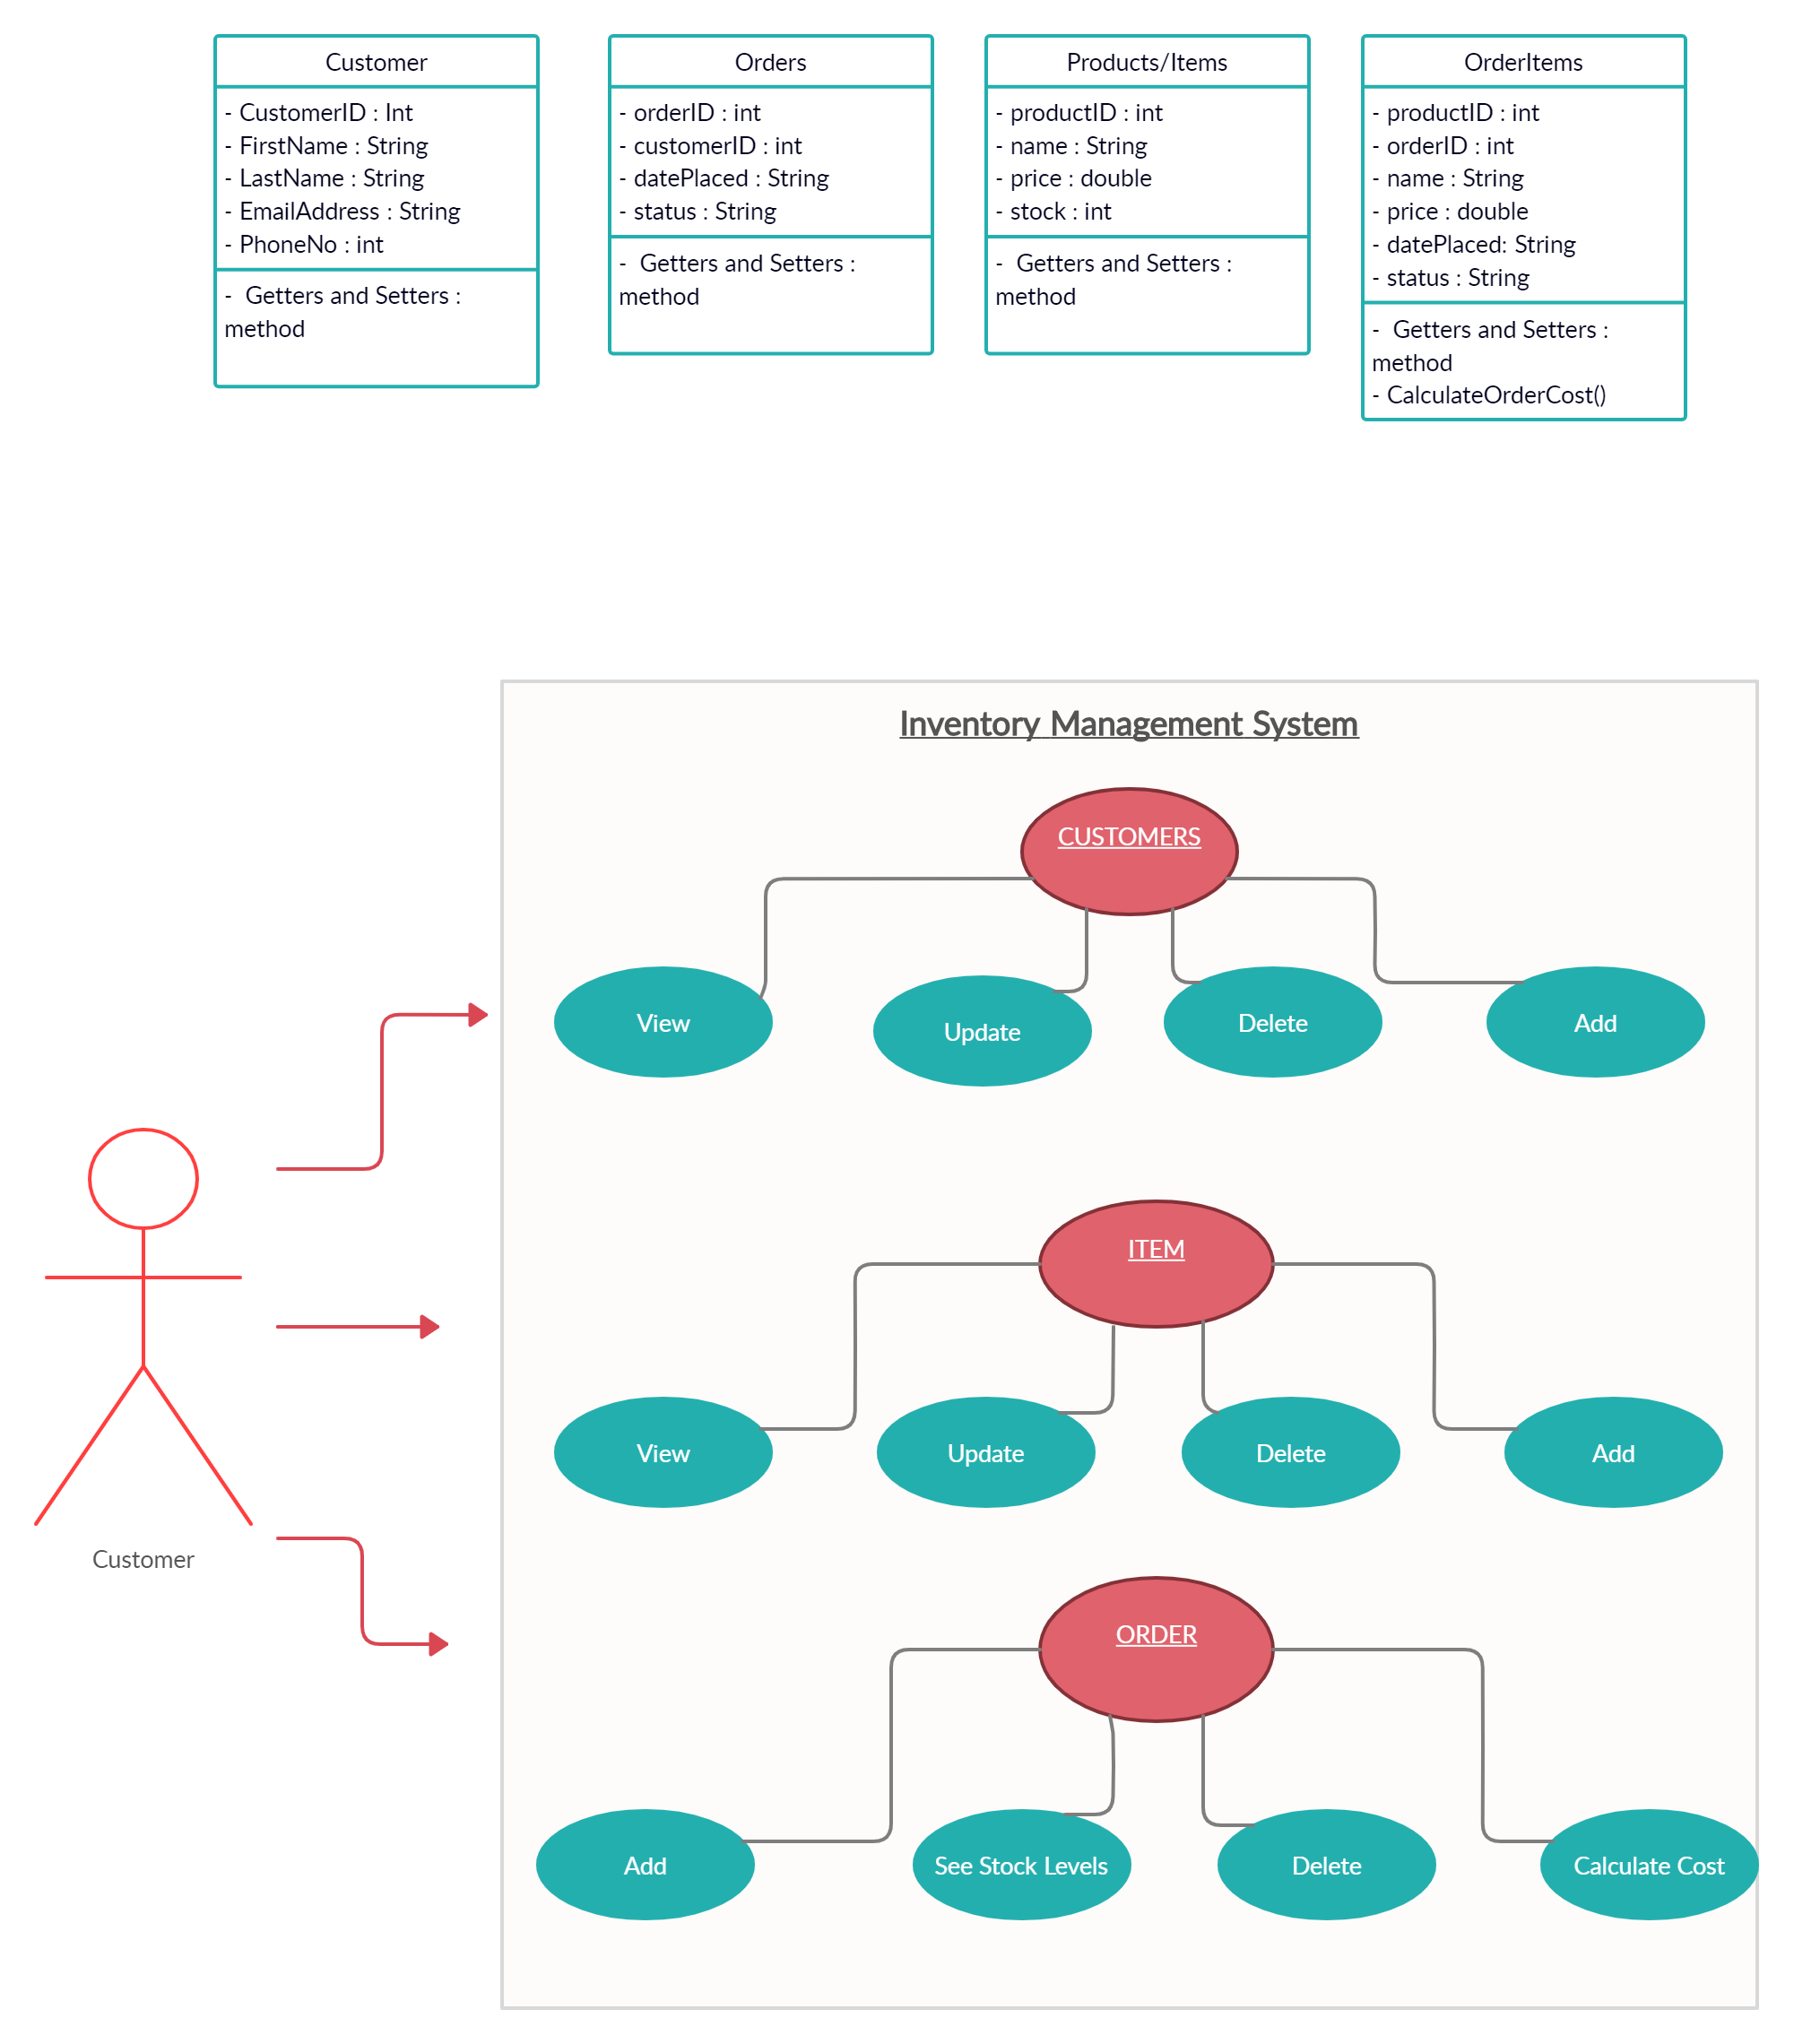 Customer
- CustomerID : Int
- FirstName : String
- LastName : String
- EmailAddress : String
- PhoneNo : int
- Getters and Setters :
method
Orders
- orderID : int
- customerID : int
- datePlaced : String
- status : String
- Getters and Setters :
method
Products/Items
- productID : int
- name : String
- price : double
- stock : int
- Getters and Setters :
method
OrderItems
- productID : int
- orderID : int
- name : String
- price : double
- datePlaced: String
- status : String
- Getters and Setters :
method
- CalculateOrderCost()
Inventory Management System
CUSTOMERS
View
Update
Delete
Add
ITEM
View
Update
Delete
Add
Customer
ORDER
Add
See Stock Levels
Delete
Calculate Cost